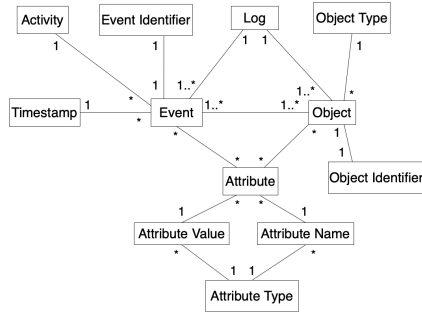 Activity
Event Identifier
Log
Object Type
1
1
1
1
1
1
1..*
1..*
*
*
Timestamp
1
*
Event
1..*
1..*
Object
*
*
1
1
Object Identifier
*
*
Attribute
*
*
1
1
Attribute Value
Attribute Name
*
*
1
1
Attribute Type